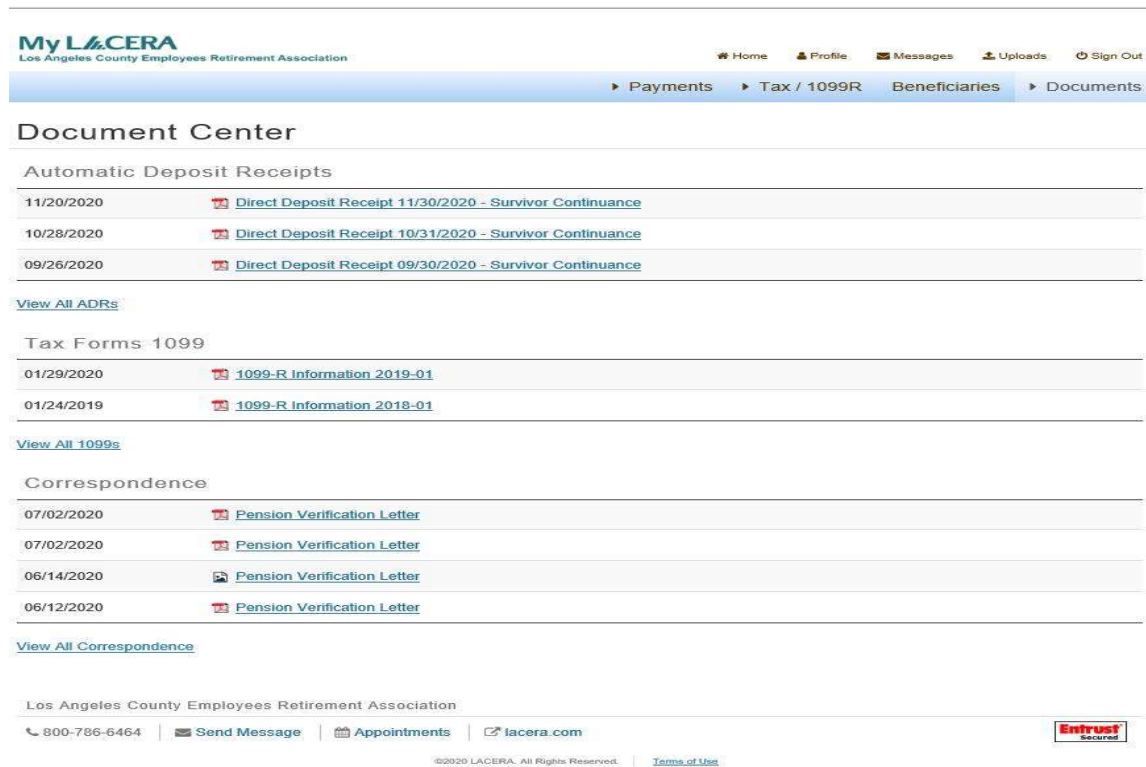 My LACERA
Los Angeles County Employees Retirement Association
Home Profile Messages Uploads Sign Out
Payments Tax / 1099R Beneficiaries Documents
Document Center
Automatic Deposit Receipts
11/20/2020 Direct Deposit Receipt 11/30/2020 - Survivor Continuance
10/28/2020 Direct Deposit Receipt 10/31/2020 - Survivor Continuance
09/26/2020 Direct Deposit Receipt 09/30/2020 - Survivor Continuance
View All ADRs
Tax Forms 1099
01/29/2020 1099-R Information 2019-01
01/24/2019 1099-R Information 2018-01
View All 1099s
Correspondence
07/02/2020 Pension Verification Letter
07/02/2020 Pension Verification Letter
06/14/2020 Pension Verification Letter
06/12/2020 Pension Verification Letter
View All Correspondence
Los Angeles County Employees Retirement Association
800-786-6464 Send Message Appointments lacera.com
Entrust
Secured
©2020 LACERA. All Rights Reserved. Terms of Use